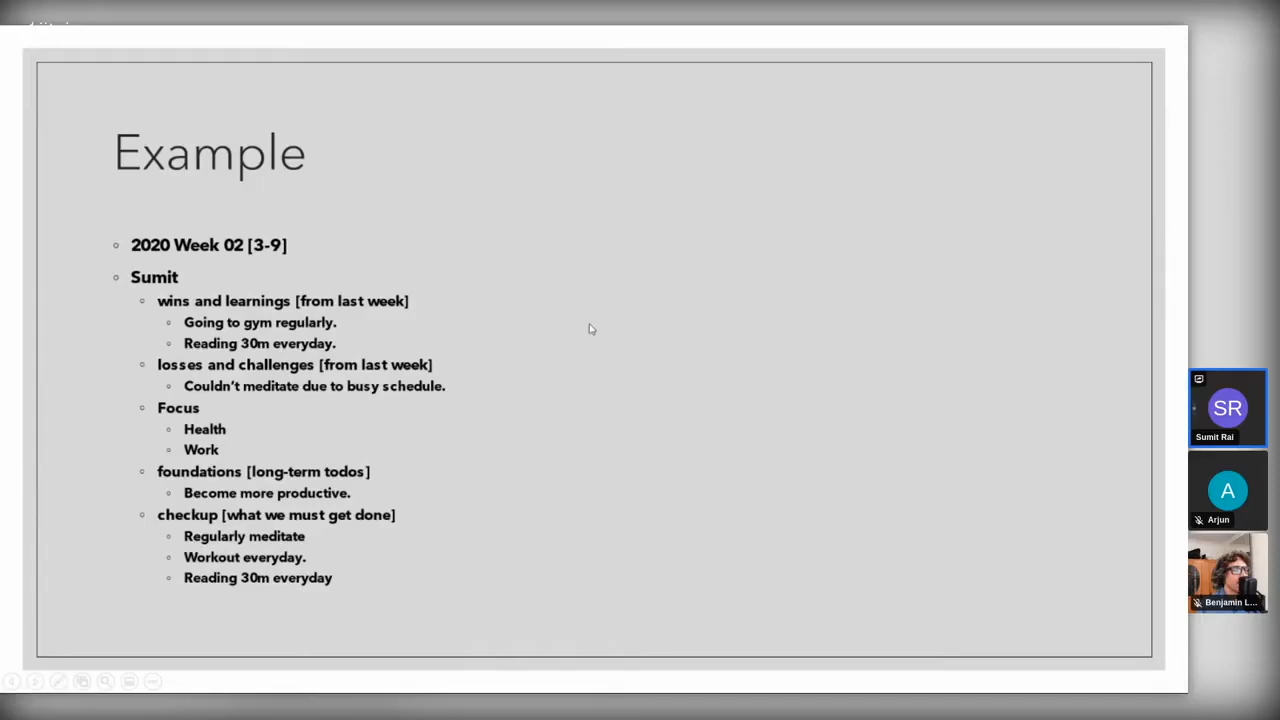 Example
2020 Week 02 [3-9]
Sumit
wins and learnings [from last week]
Going to gym regularly.
Reading 30m everyday.
losses and challenges [from last week]
Couldn't meditate due to busy schedule.
Focus
Health
Work
foundations [long-term todos]
Become more productive.
checkup [what we must get done]
Regularly meditate
Workout everyday.
Reading 30m everyday
SR
Sumit Rai
A
Arjun
Benjamin L...